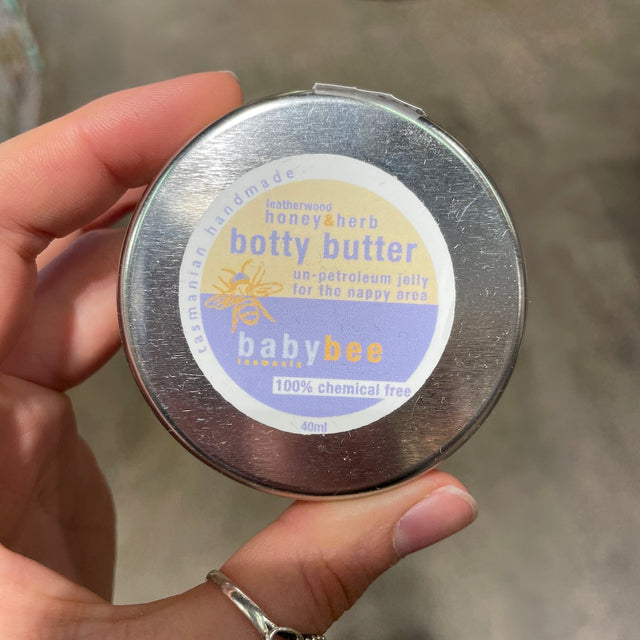 tasmanian handmade
leatherwood
honey&herb
botty butter
un-petroleum jelly
for the nappy area
babybee
tasmania
100% chemical free
40ml